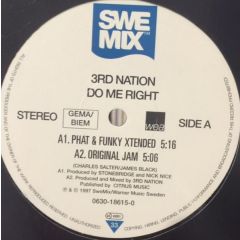 SWE
MIX™
3RD NATION
DO ME RIGHT
STEREO
GEMA/
BIEM
SIDE A
A1. PHAT & FUNKY XTENDED 5:16
A2. ORIGINAL JAM 5:06
(CHARLES SALTER/JAMES BLACK)
A1. Produced by STONEBRIDGE and NICK NICE
A2. Produced and Mixed by 3RD NATION
Published by CITRUS MUSIC
℗ & © 1997 SweMix/Warner Music Sweden
0630-18615-0
33